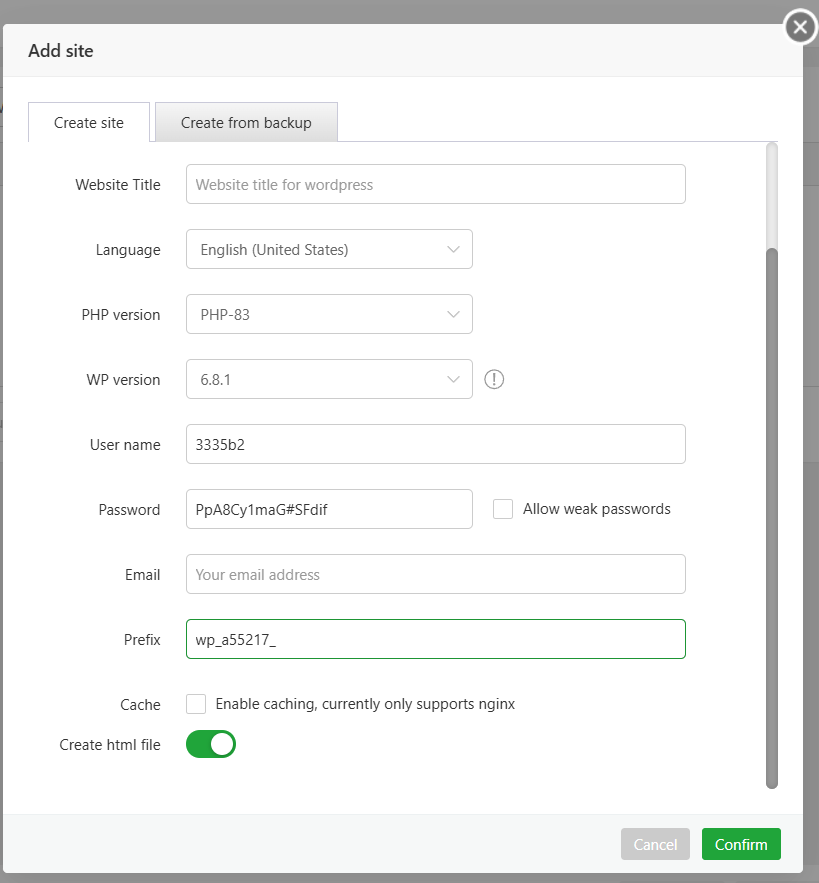 Add site
Create site
Create from backup
Website Title
Website title for wordpress
Language
English (United States)
PHP version
PHP-83
WP version
6.8.1
User name
3335b2
Password
PpA8Cy1maG#SFdif
Allow weak passwords
Email
Your email address
Prefix
wp_a55217_
Cache
Enable caching, currently only supports nginx
Create html file
Cancel
Confirm